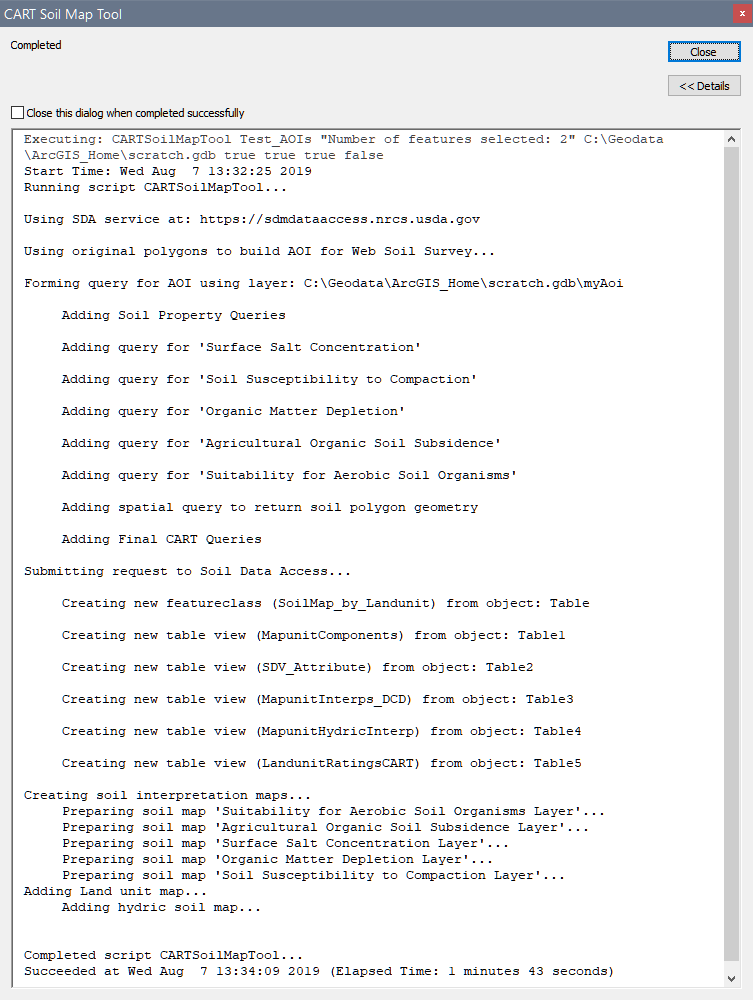 CART Soil Map Tool
x
Completed
Close
<< Details
Close this dialog when completed successfully
Executing: CARTSoilMapTool Test_AOIs "Number of features selected: 2" C:\Geodata
\ArcGIS_Home\scratch.gdb true true true false
Start Time: Wed Aug  7 13:32:25 2019
Running script CARTSoilMapTool...
Using SDA service at: https://sdmdataaccess.nrcs.usda.gov
Using original polygons to build AOI for Web Soil Survey...
Forming query for AOI using layer: C:\Geodata\ArcGIS_Home\scratch.gdb\myAoi
Adding Soil Property Queries
Adding query for 'Surface Salt Concentration'
Adding query for 'Soil Susceptibility to Compaction'
Adding query for 'Organic Matter Depletion'
Adding query for 'Agricultural Organic Soil Subsidence'
Adding query for 'Suitability for Aerobic Soil Organisms'
Adding spatial query to return soil polygon geometry
Adding Final CART Queries
Submitting request to Soil Data Access...
Creating new featureclass (SoilMap_by_Landunit) from object: Table
Creating new table view (MapunitComponents) from object: Table1
Creating new table view (SDV_Attribute) from object: Table2
Creating new table view (MapunitInterps_DCD) from object: Table3
Creating new table view (MapunitHydricInterp) from object: Table4
Creating new table view (LandunitRatingsCART) from object: Table5
Creating soil interpretation maps...
Preparing soil map 'Suitability for Aerobic Soil Organisms Layer'...
Preparing soil map 'Agricultural Organic Soil Subsidence Layer'...
Preparing soil map 'Surface Salt Concentration Layer'...
Preparing soil map 'Organic Matter Depletion Layer'...
Preparing soil map 'Soil Susceptibility to Compaction Layer'...
Adding Land unit map...
Adding hydric soil map...
Completed script CARTSoilMapTool...
Succeeded at Wed Aug  7 13:34:09 2019 (Elapsed Time: 1 minutes 43 seconds)